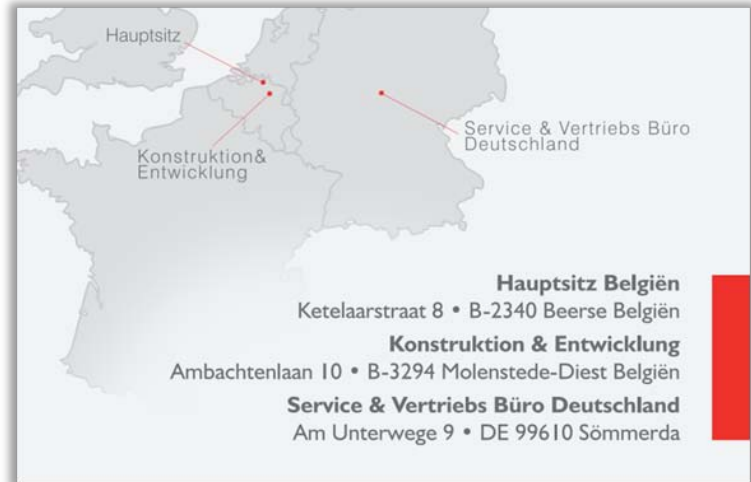 Hauptsitz
Konstruktion&
Entwicklung
Service & Vertriebs Büro
Deutschland
Hauptsitz Belgiën
Ketelaarstraat 8 • B-2340 Beerse Belgiën
Konstruktion & Entwicklung
Ambachtenlaan 10 • B-3294 Molenstede-Diest Belgiën
Service & Vertriebs Büro Deutschland
Am Unterwege 9 • DE 99610 Sömmerda